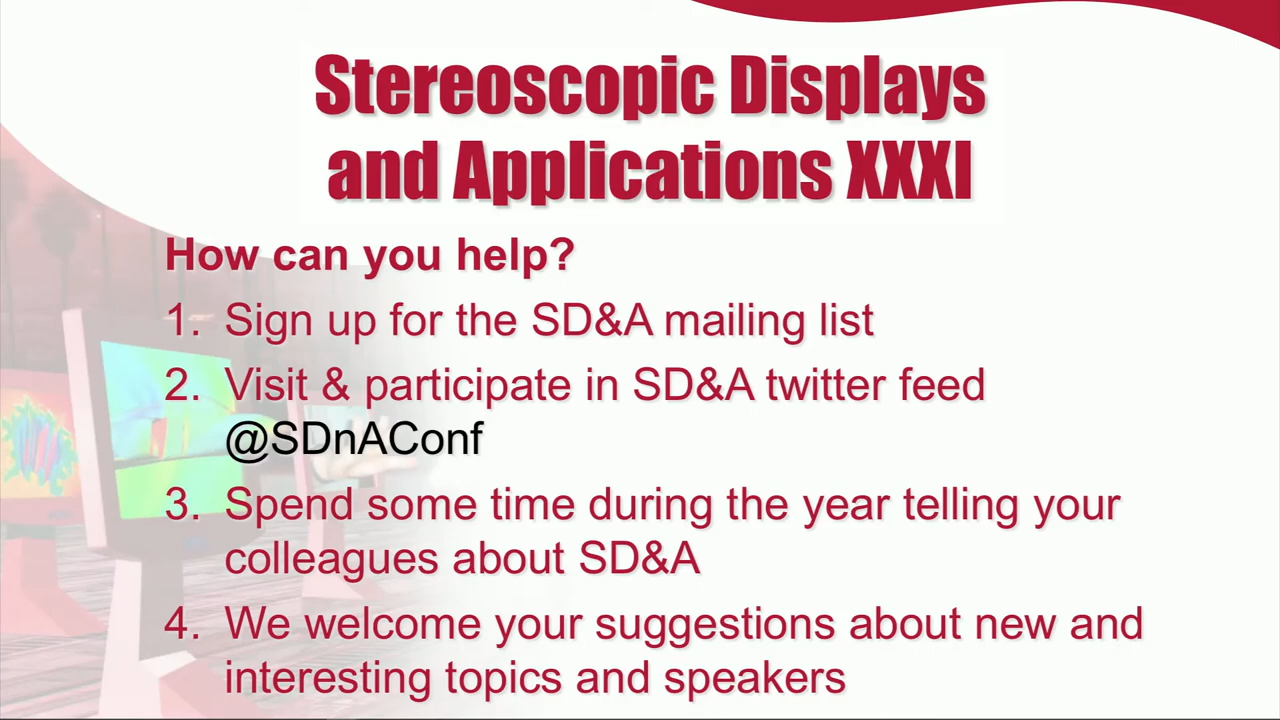 Stereoscopic Displays
and Applications XXXI
How can you help?
1. Sign up for the SD&A mailing list
2. Visit & participate in SD&A twitter feed
@SDnAConf
3. Spend some time during the year telling your
colleagues about SD&A
4. We welcome your suggestions about new and
interesting topics and speakers